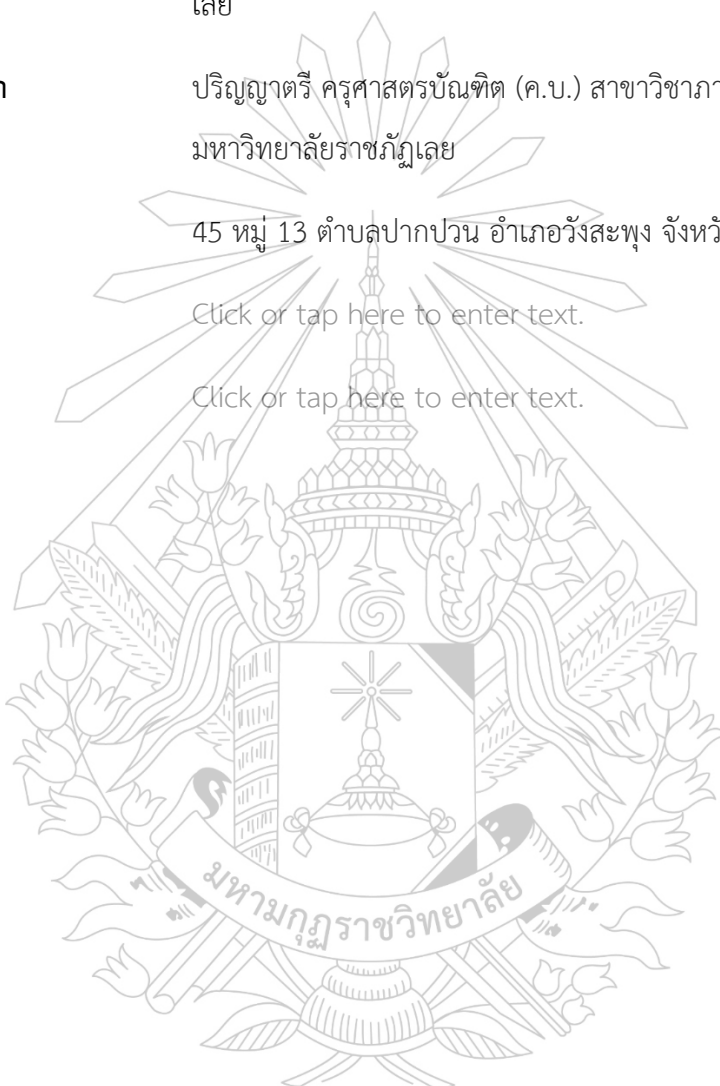 เลย
ปริญญาตรี ครุศาสตรบัณฑิต (ค.บ.) สาขาวิชาภา
มหาวิทยาลัยราชภัฏเลย
45 หมู่ 13 ตำบลปากปวน อำเภอวังสะพุง จังหวั
Click or tap here to enter text.
Click or tap here to enter text.
มหามกุฏราชวิทยาลัย